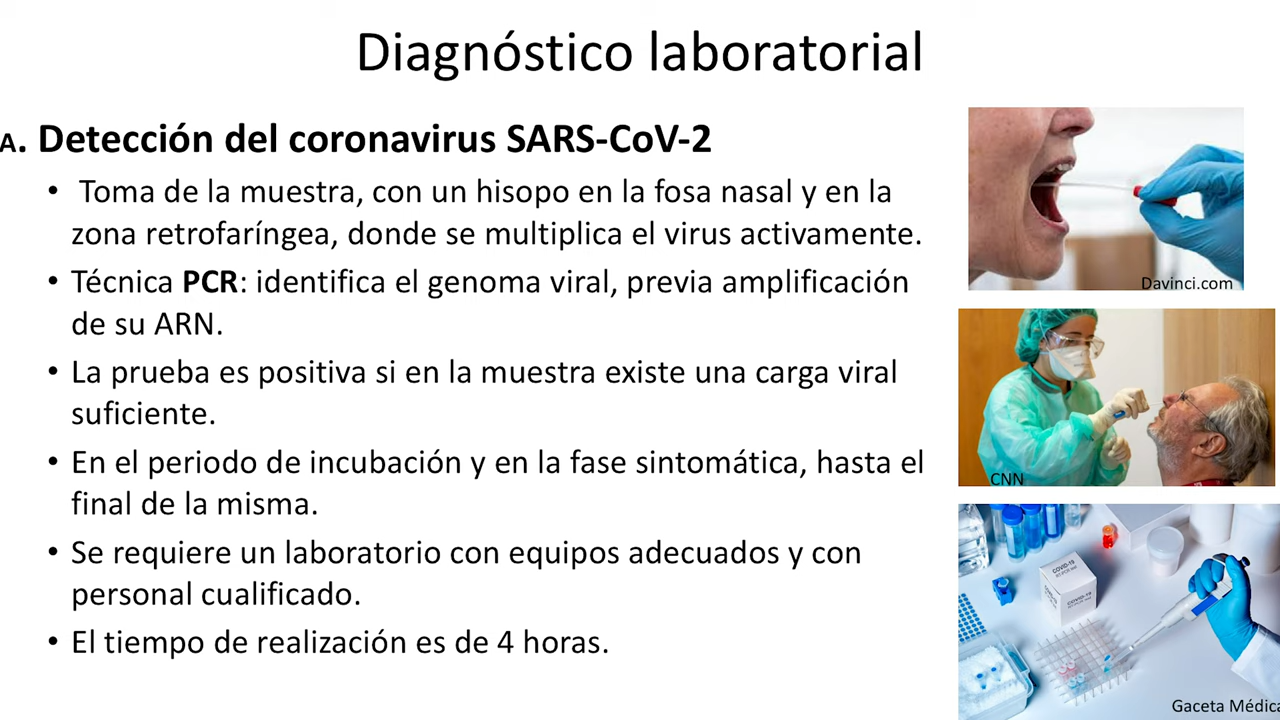 Diagnóstico laboratorial
A. Detección del coronavirus SARS-CoV-2
• Toma de la muestra, con un hisopo en la fosa nasal y en la
zona retrofaríngea, donde se multiplica el virus activamente.
• Técnica PCR: identifica el genoma viral, previa amplificación
de su ARN.
• La prueba es positiva si en la muestra existe una carga viral
suficiente.
• En el periodo de incubación y en la fase sintomática, hasta el
final de la misma.
• Se requiere un laboratorio con equipos adecuados y con
personal cualificado.
• El tiempo de realización es de 4 horas.
Davinci.com
CNN
COVID-19
COVID-19
Gaceta Médica